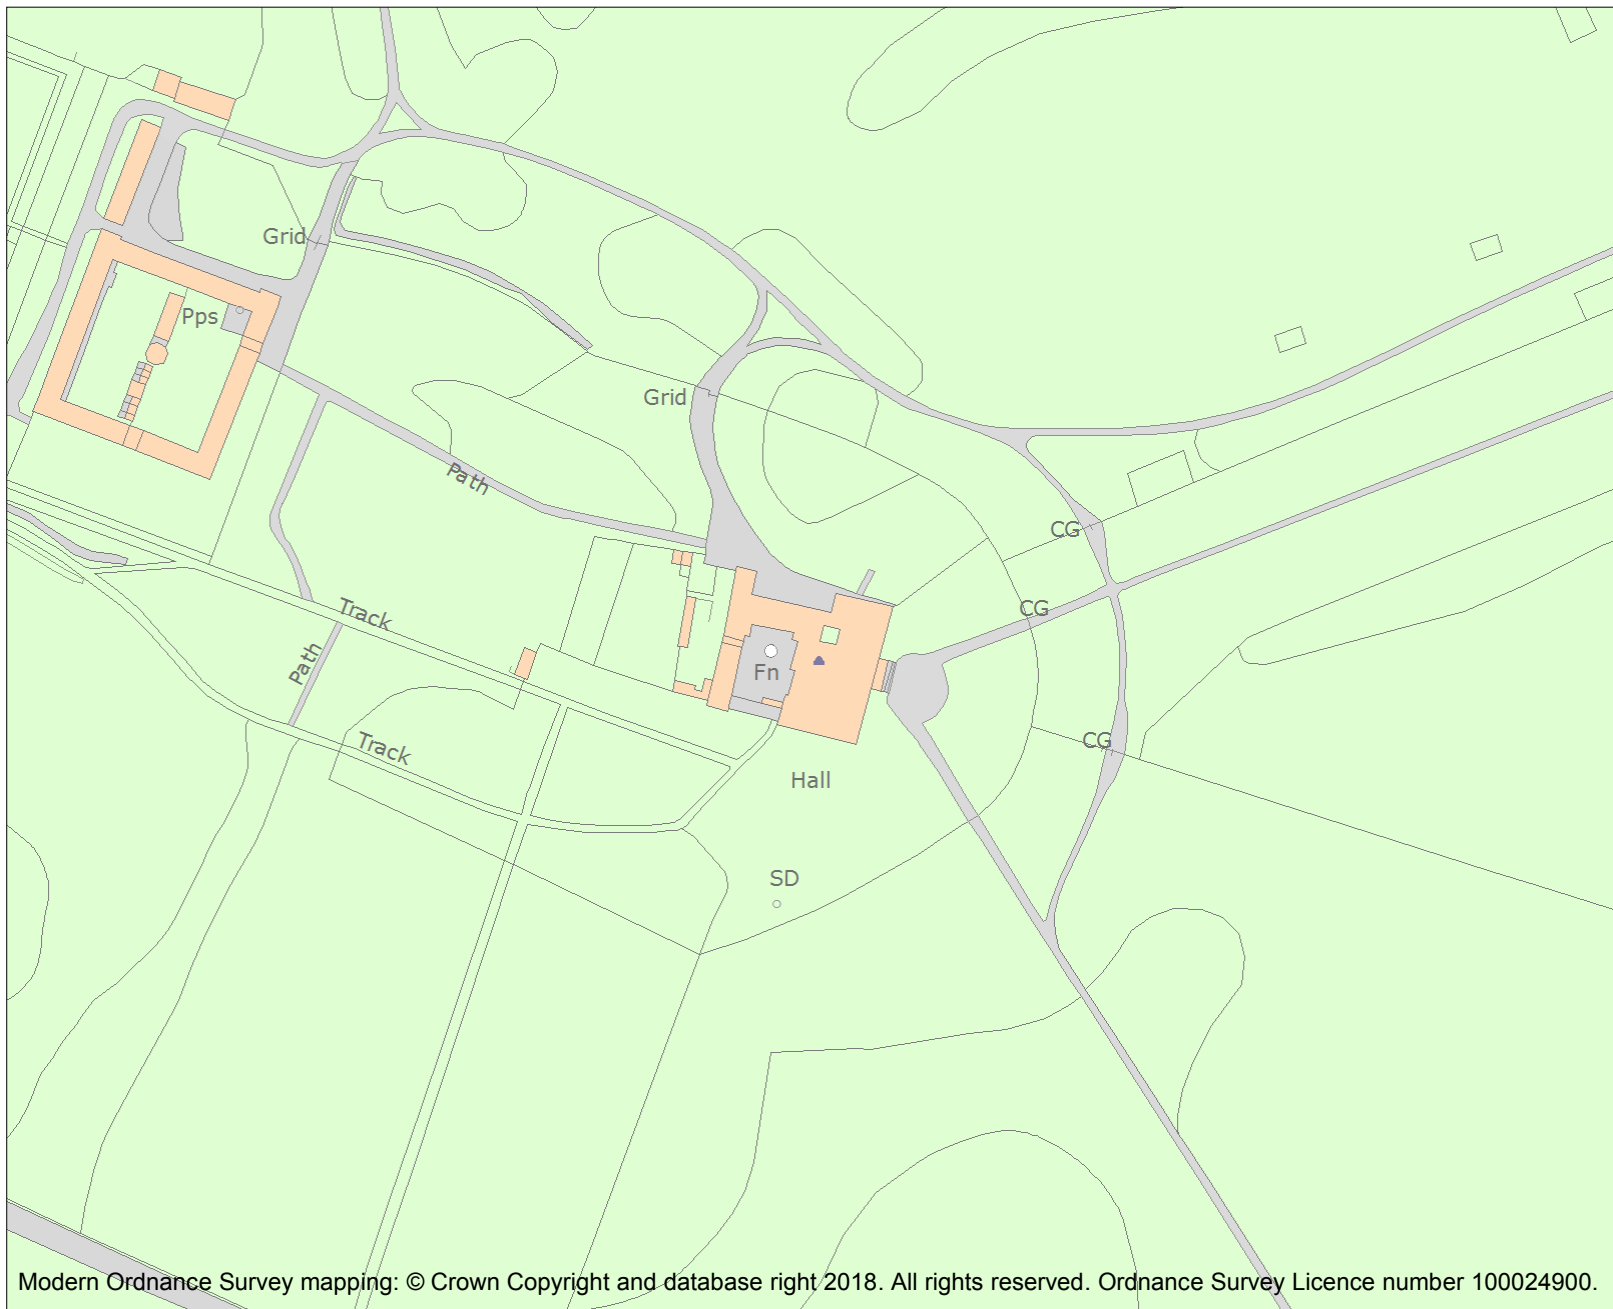 Grid
Pps
Grid
Path
CG
CG
Track
Path
Fn
CG
Track
Hall
SD
Modern Ordnance Survey mapping: © Crown Copyright and database right 2018. All rights reserved. Ordnance Survey Licence number 100024900.